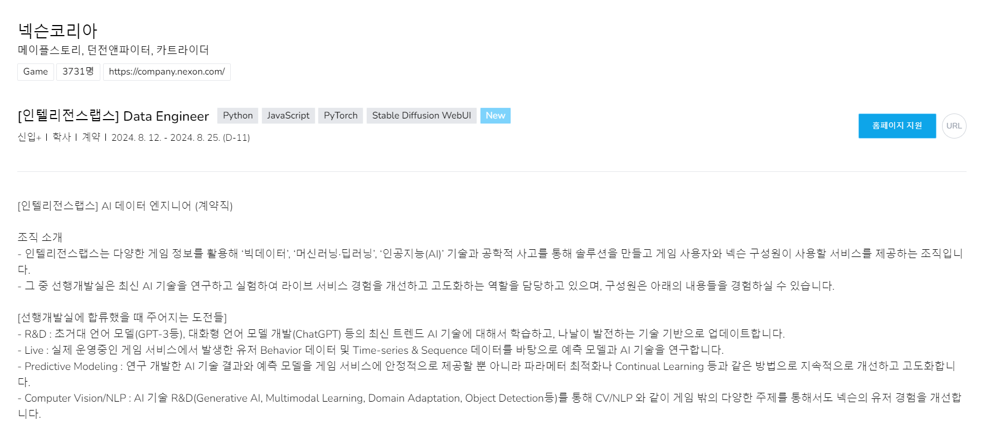 넥슨코리아
메이플스토리, 던전앤파이터, 카트라이더
Game 3731명 https://company.nexon.com/
[인텔리전스랩스] Data Engineer Python JavaScript PyTorch Stable Diffusion WebUI New
신입+ | 학사 | 계약 | 2024. 8. 12. - 2024. 8. 25. (D-11)
홈페이지 지원 URL
[인텔리전스랩스] AI 데이터 엔지니어 (계약직)
조직 소개
- 인텔리전스랩스는 다양한 게임 정보를 활용해 ‘빅데이터’, ‘머신러닝·딥러닝’, ‘인공지능(AI)’ 기술과 공학적 사고를 통해 솔루션을 만들고 게임 사용자와 넥슨 구성원이 사용할 서비스를 제공하는 조직입니
다.
- 그 중 선행개발실은 최신 AI 기술을 연구하고 실험하여 라이브 서비스 경험을 개선하고 고도화하는 역할을 담당하고 있으며, 구성원은 아래의 내용들을 경험하실 수 있습니다.
[선행개발실에 합류했을 때 주어지는 도전들]
- R&D : 초거대 언어 모델(GPT-3등), 대화형 언어 모델 개발(ChatGPT) 등의 최신 트렌드 AI 기술에 대해서 학습하고, 나날이 발전하는 기술 기반으로 업데이트합니다.
- Live : 실제 운영중인 게임 서비스에서 발생한 유저 Behavior 데이터 및 Time-series & Sequence 데이터를 바탕으로 예측 모델과 AI 기술을 연구합니다.
- Predictive Modeling : 연구 개발한 AI 기술 결과와 예측 모델을 게임 서비스에 안정적으로 제공할 뿐 아니라 파라메터 최적화나 Continual Learning 등과 같은 방법으로 지속적으로 개선하고 고도화합니
다.
- Computer Vision/NLP : AI 기술 R&D(Generative AI, Multimodal Learning, Domain Adaptation, Object Detection등)를 통해 CV/NLP 와 같이 게임 밖의 다양한 주제를 통해서도 넥슨의 유저 경험을 개선합
니다.